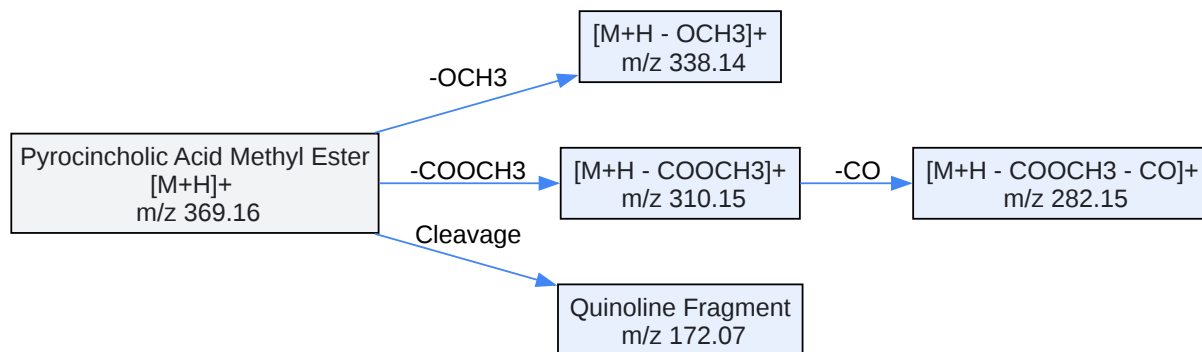 [M+H - OCH3]+
m/z 338.14
-OCH3
Pyrocincholic Acid Methyl Ester
[M+H]+
m/z 369.16
-COOCH3
[M+H - COOCH3]+
m/z 310.15
-CO
[M+H - COOCH3 - CO]+
m/z 282.15
Cleavage
Quinoline Fragment
m/z 172.07